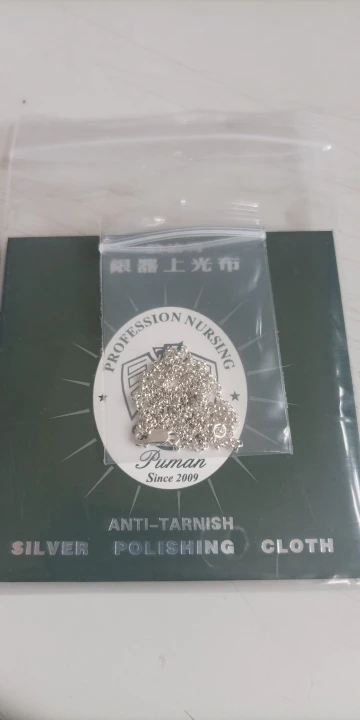 銀器上光布
PROFESSION NURSING
Puman
Since 2009
ANTI-TARNISH
SILVER POLISHING CLOTH